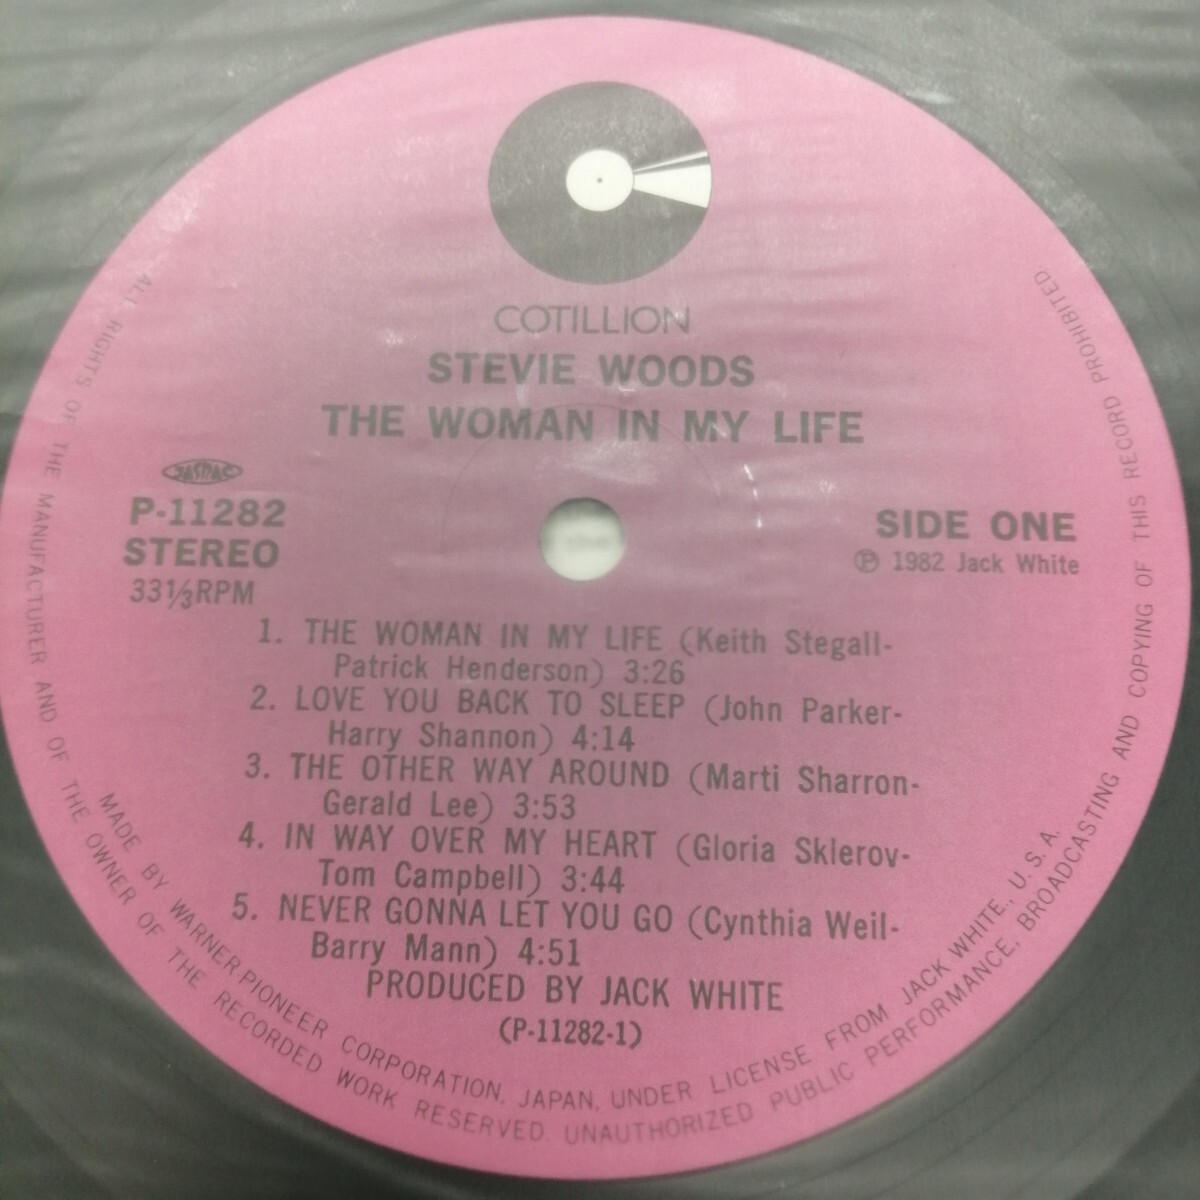 COTILLION
STEVIE WOODS
THE WOMAN IN MY LIFE
JASRAC
P-11282
STEREO
33⅓RPM
SIDE ONE
Ⓟ 1982 Jack White
1. THE WOMAN IN MY LIFE (Keith Stegall-
Patrick Henderson) 3:26
2. LOVE YOU BACK TO SLEEP (John Parker-
Harry Shannon) 4:14
3. THE OTHER WAY AROUND (Marti Sharron-
Gerald Lee) 3:53
4. IN WAY OVER MY HEART (Gloria Sklerov-
Tom Campbell) 3:44
5. NEVER GONNA LET YOU GO (Cynthia Weil-
Barry Mann) 4:51
PRODUCED BY JACK WHITE
(P-11282-1)
MADE BY WARNER-PIONEER CORPORATION, JAPAN, UNDER LICENSE FROM JACK WHITE., U. S. A.
ALL RIGHTS OF THE MANUFACTURER AND OF THE OWNER OF THE RECORDED WORK RESERVED. UNAUTHORIZED PUBLIC PERFORMANCE, BROADCASTING AND COPYING OF THIS RECORD PROHIBITED.